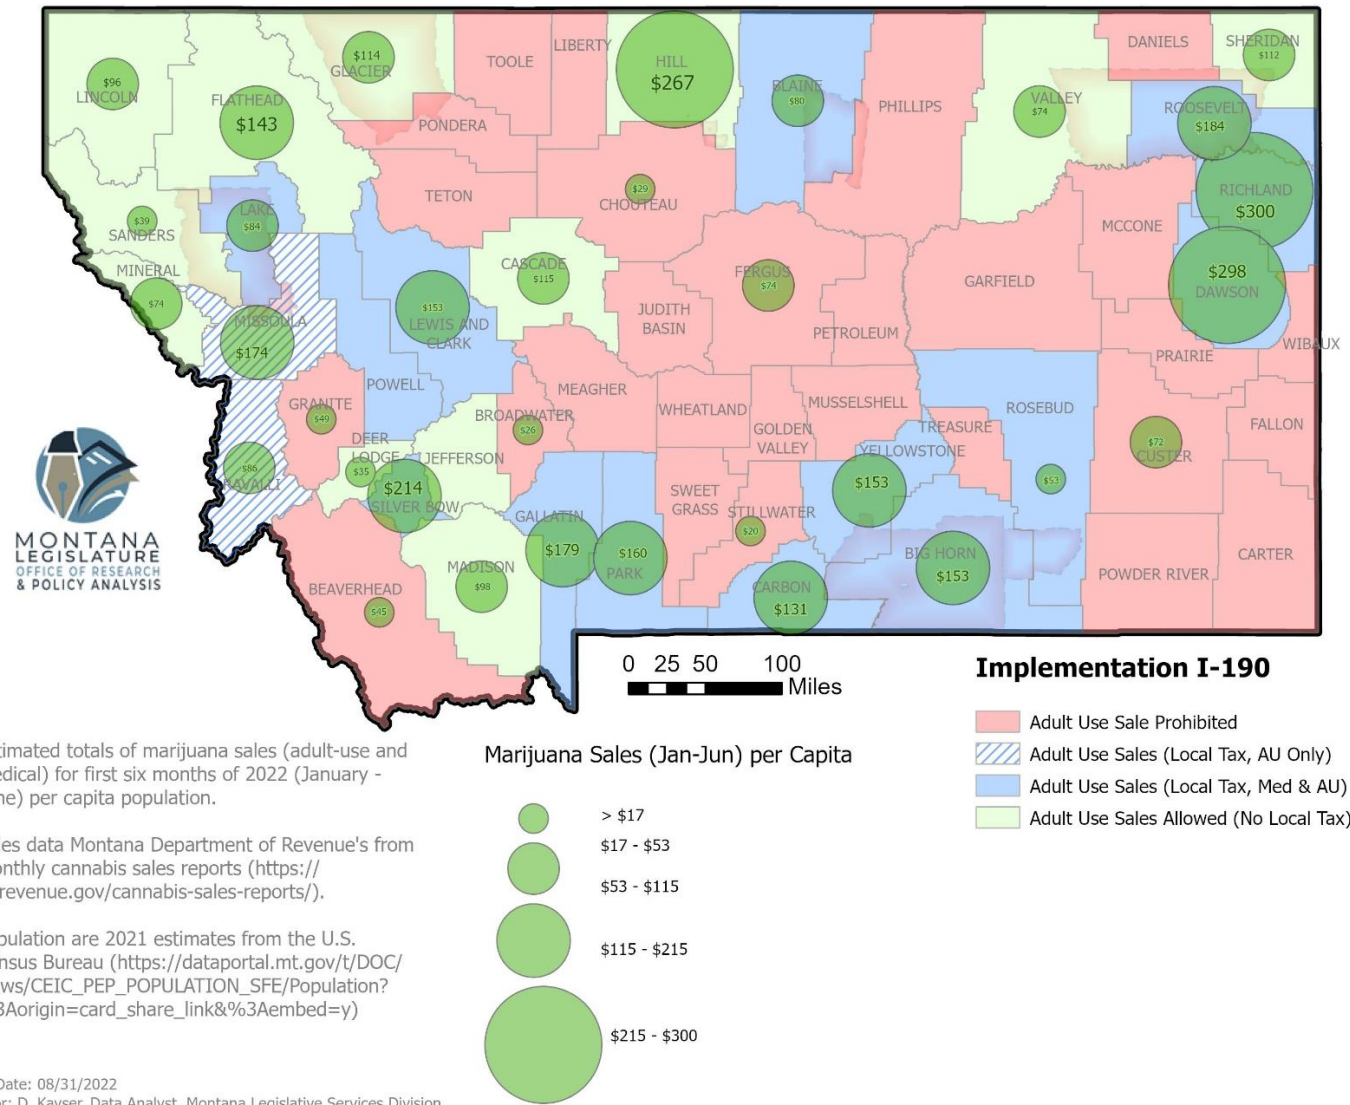 LIBERTY
DANIELS
SHERIDAN
$112
TOOLE
HILL
$267
$114
GLACIER
$96
LINCOLN
FLATHEAD
$143
BLAINE
$80
PHILLIPS
VALLEY
$74
ROOSEVELT
$184
PONDERA
TETON
$29
CHOUTEAU
RICHLAND
$300
MCCONE
LAKE
$84
$39
SANDERS
MINERAL
$74
CASCADE
$115
FERGUS
$74
GARFIELD
$298
DAWSON
$153
LEWIS AND
CLARK
JUDITH
BASIN
PETROLEUM
MISSOULA
$174
WIBAUX
PRAIRIE
POWELL
MEAGHER
GRANITE
$49
BROADWATER
$26
WHEATLAND
GOLDEN
VALLEY
MUSSELSHELL
TREASURE
ROSEBUD
$53
FALLON
$72
CUSTER
DEER
LODGE
$35
JEFFERSON
YELLOWSTONE
$153
$86
RAVALLI
$214
SILVER BOW
SWEET
GRASS
STILLWATER
$20
GALLATIN
$179
$160
PARK
BIG HORN
$153
CARTER
POWDER RIVER
MADISON
$98
BEAVERHEAD
$45
CARBON
$131
MONTANA
LEGISLATURE
OFFICE OF RESEARCH
& POLICY ANALYSIS
0 25 50 100
Miles
Implementation I-190
Adult Use Sale Prohibited
Adult Use Sales (Local Tax, AU Only)
Adult Use Sales (Local Tax, Med & AU)
Adult Use Sales Allowed (No Local Tax)
timated totals of marijuana sales (adult-use and
edical) for first six months of 2022 (January -
ne) per capita population.
les data Montana Department of Revenue's from
onthly cannabis sales reports (https://
revenue.gov/cannabis-sales-reports/).
pulation are 2021 estimates from the U.S.
nsus Bureau (https://dataportal.mt.gov/t/DOC/
ws/CEIC_PEP_POPULATION_SFE/Population?
3Aorigin=card_share_link&%3Aembed=y)
Date: 08/31/2022
or: D. Kayser, Data Analyst, Montana Legislative Services Division
Marijuana Sales (Jan-Jun) per Capita
> $17
$17 - $53
$53 - $115
$115 - $215
$215 - $300